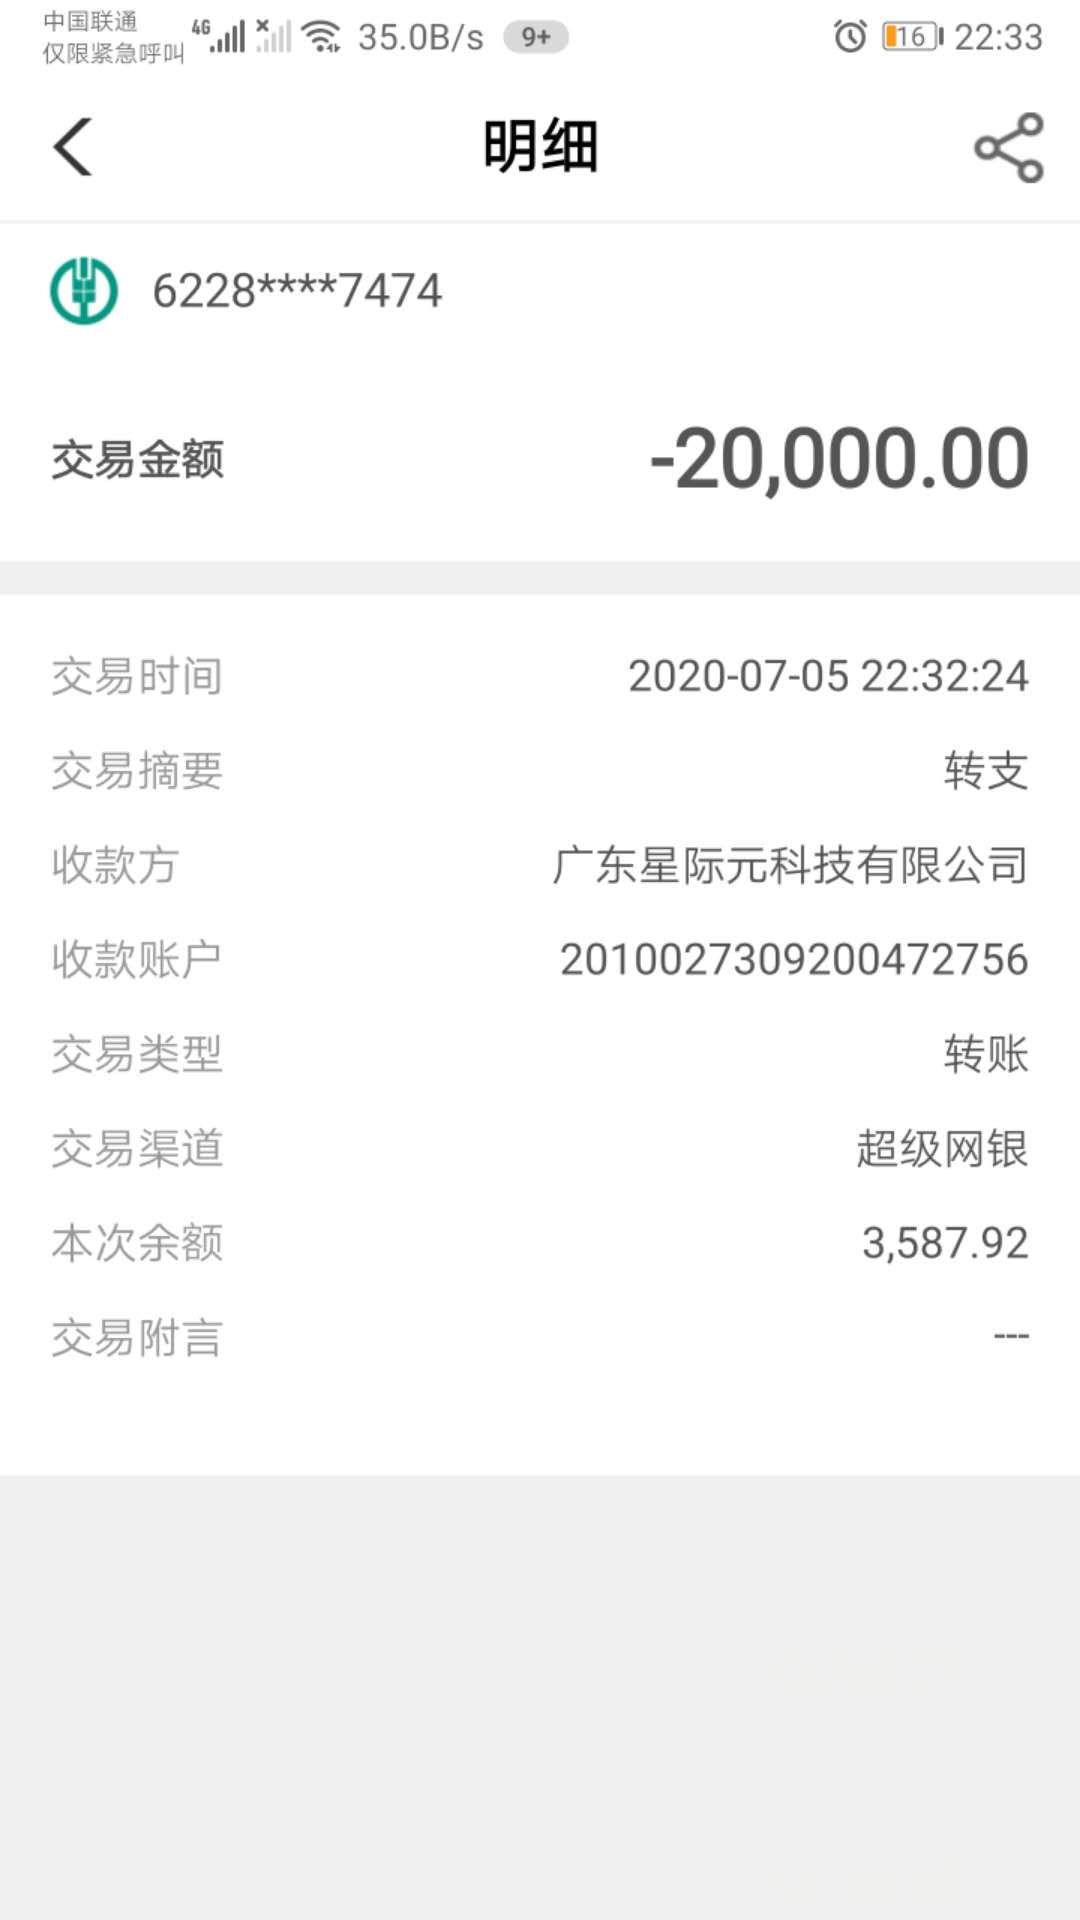 中国联通
仅限紧急呼叫
4G 35.0B/s 9+ 16 22:33
明细
6228****7474
交易金额 -20,000.00
交易时间 2020-07-05 22:32:24
交易摘要 转支
收款方 广东星际元科技有限公司
收款账户 2010027309200472756
交易类型 转账
交易渠道 超级网银
本次余额 3,587.92
交易附言 ---